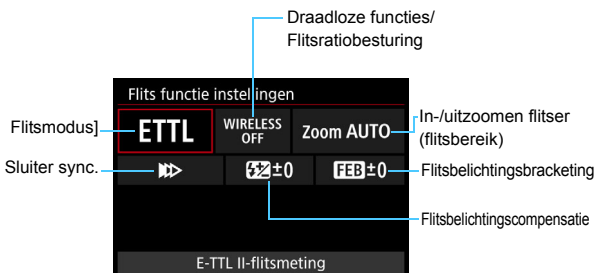 Draadloze functies/
Flitsratiobesturing
Flits functie instellingen
Flitsmodus]
ETTL
WIRELESS
OFF
Zoom AUTO
In-/uitzoomen flitser
(flitsbereik)
Sluiter sync.
±0
FEB±0
Flitsbelichtingsbracketing
Flitsbelichtingscompensatie
E-TTL II-flitsmeting